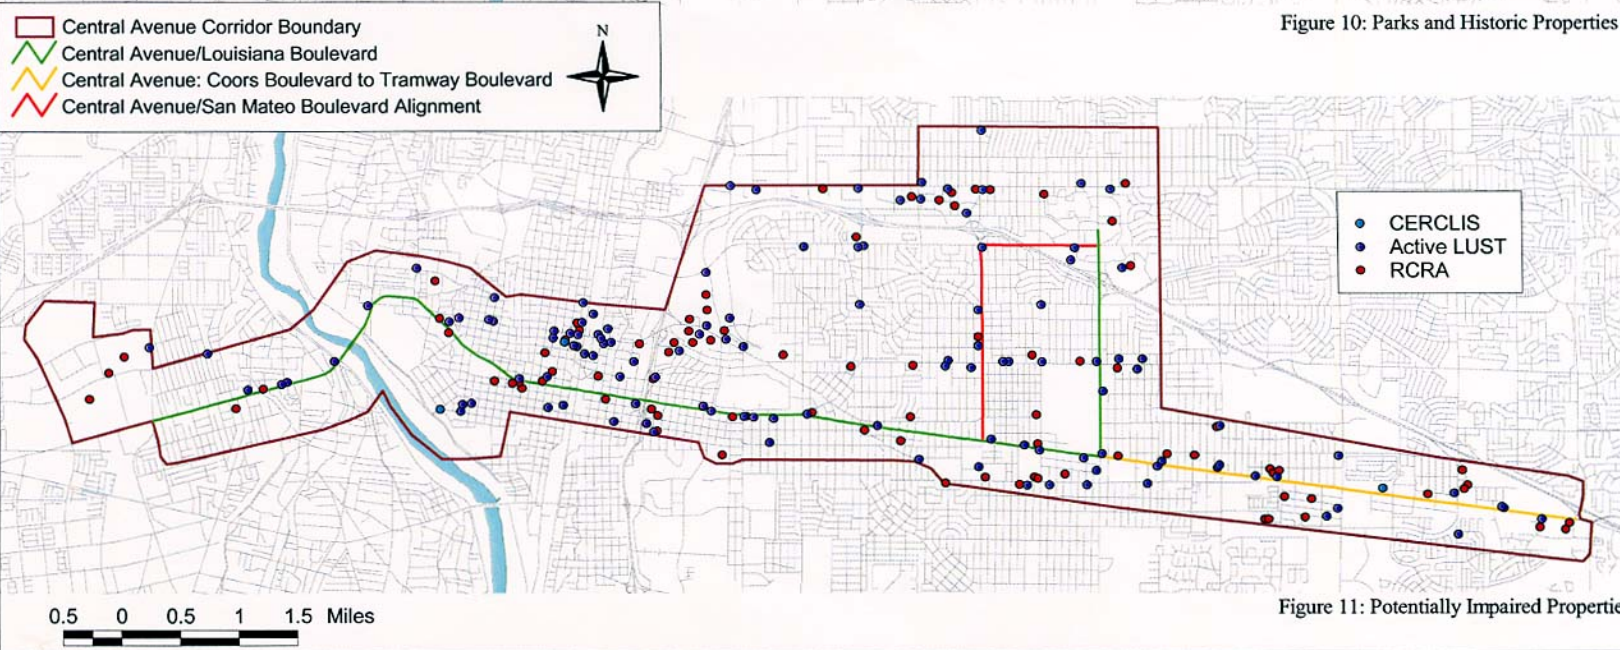 Central Avenue Corridor Boundary
Central Avenue/Louisiana Boulevard
Central Avenue: Coors Boulevard to Tramway Boulevard
Central Avenue/San Mateo Boulevard Alignment
N
Figure 10: Parks and Historic Properties
CERCLIS
Active LUST
RCRA
0.5 0 0.5 1 1.5 Miles
Figure 11: Potentially Impaired Propertie